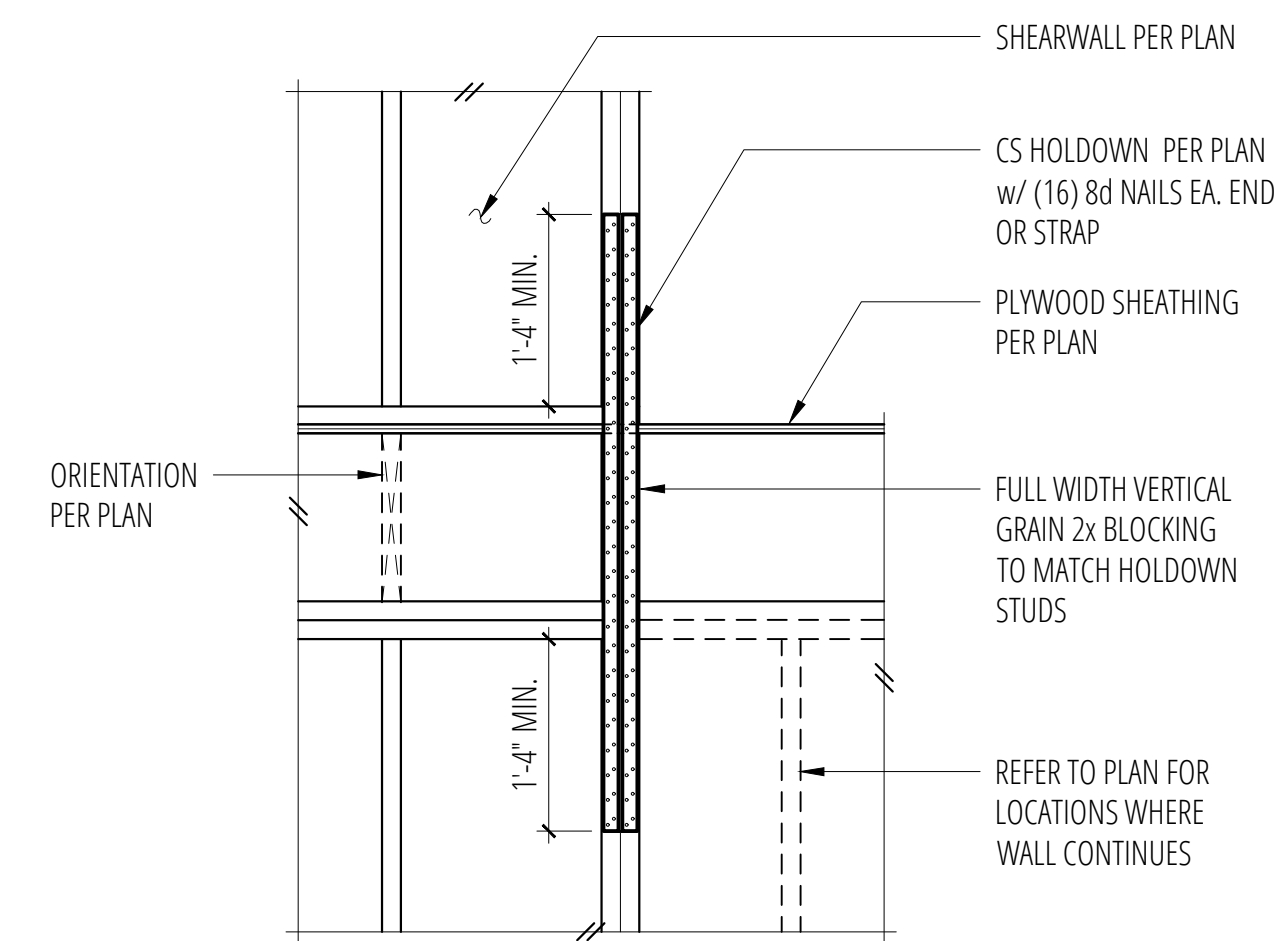 SHEARWALL PER PLAN
CS HOLDOWN PER PLAN
w/ (16) 8d NAILS EA. END
OR STRAP
PLYWOOD SHEATHING
PER PLAN
1'-4" MIN.
ORIENTATION
PER PLAN
FULL WIDTH VERTICAL
GRAIN 2x BLOCKING
TO MATCH HOLDOWN
STUDS
1'-4" MIN.
REFER TO PLAN FOR
LOCATIONS WHERE
WALL CONTINUES